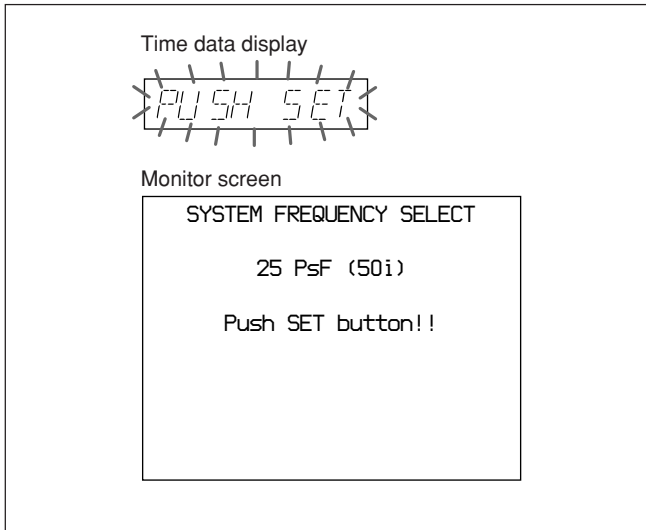 Time data display
PUSH SET
Monitor screen
SYSTEM FREQUENCY SELECT
25 PsF (50i)
Push SET button!!